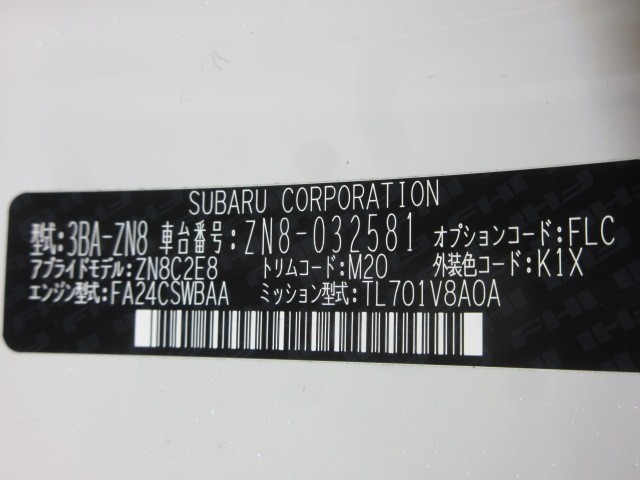 SUBARU CORPORATION
型式:3BA-ZN8 車台番号:ZN8-032581 オプションコード:FLC
アプライドモデル:ZN8C2E8 トリムコード:M20 外装色コード:K1X
エンジン型式:FA24CSWBAA ミッション型式:TL701V8A0A